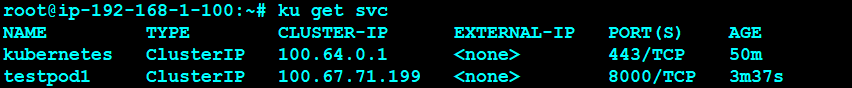 root@ip-192-168-1-100:~# ku get svc
NAME         TYPE        CLUSTER-IP      EXTERNAL-IP   PORT(S)    AGE
kubernetes   ClusterIP   100.64.0.1      <none>        443/TCP    50m
testpod1     ClusterIP   100.67.71.199   <none>        8000/TCP   3m37s